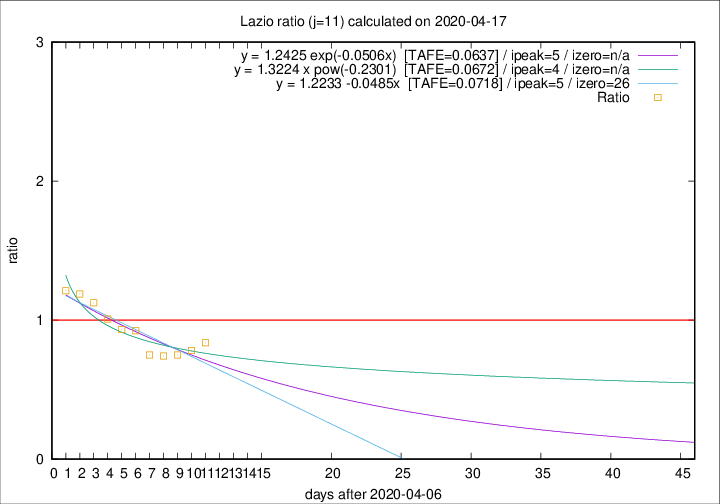 Lazio ratio (j=11) calculated on 2020-04-17
y = 1.2425 exp(-0.0506x) [TAFE=0.0637] / ipeak=5 / izero=n/a
y = 1.3224 x pow(-0.2301) [TAFE=0.0672] / ipeak=4 / izero=n/a
y = 1.2233 -0.0485x [TAFE=0.0718] / ipeak=5 / izero=26
Ratio
3
2
1
0
ratio
0 1 2 3 4 5 6 7 8 9 10 11 12 13 14 15 20 25 30 35 40 45
days after 2020-04-06